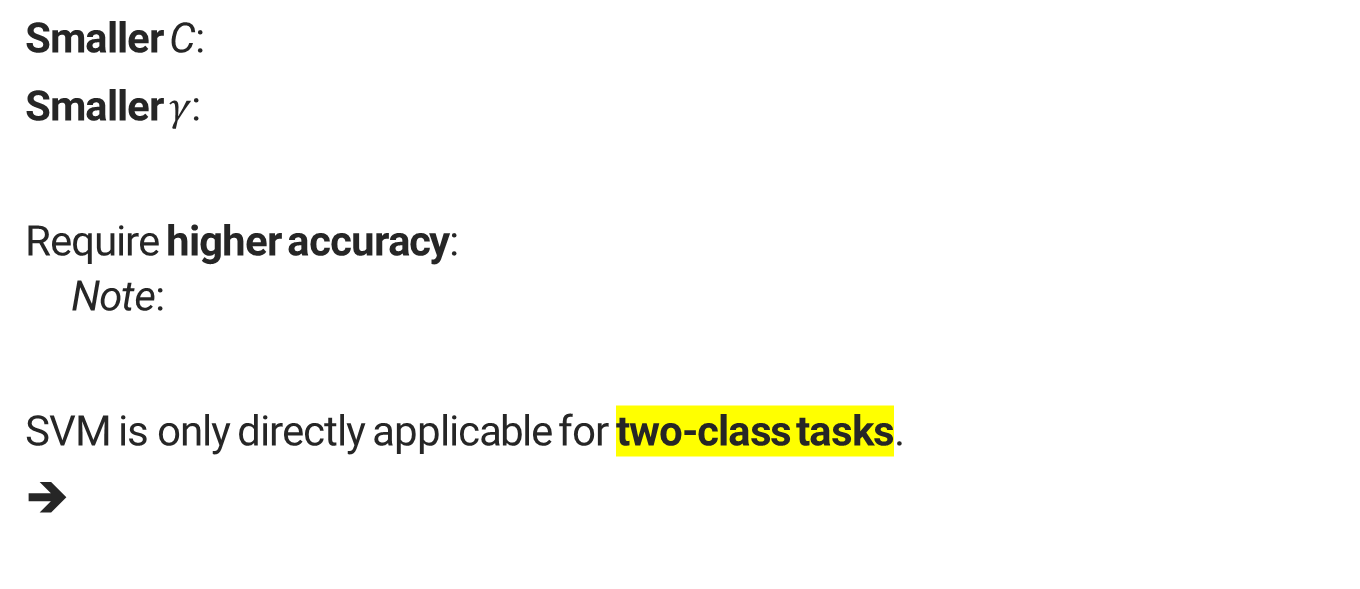 Smaller C:
Smaller γ:
Require higher accuracy:
Note:
SVM is only directly applicable for two-class tasks.
➔